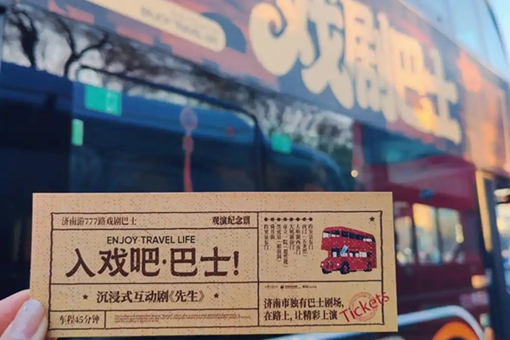 戏剧巴士
济南游777路戏剧巴士
观演纪念票
ENJOY TRAVEL LIFE
入戏吧·巴士!
★ 沉浸式互动剧《先生》 ★
车程45分钟
济南市独有巴士剧场,
在路上,让精彩上演
Tickets